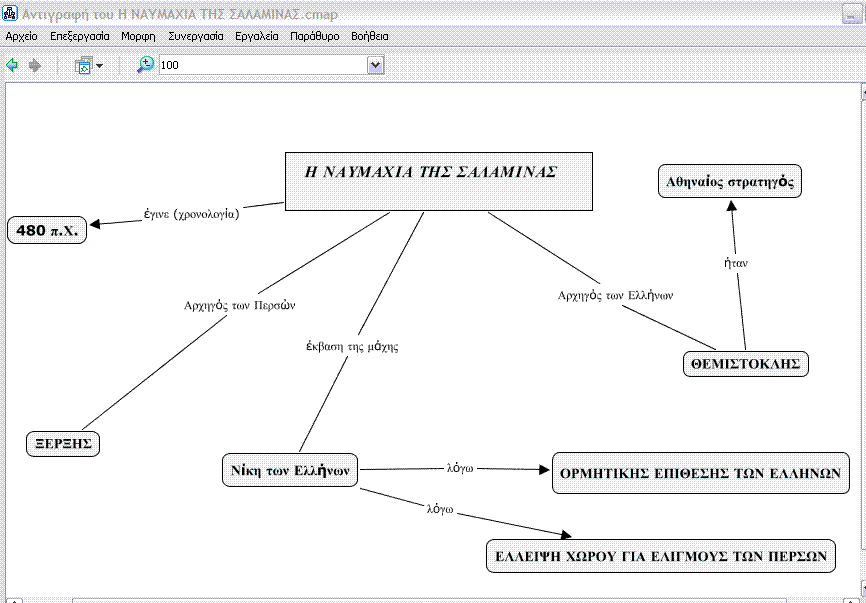 Αντιγραφή του Η ΝΑΥΜΑΧΙΑ ΤΗΣ ΣΑΛΑΜΙΝΑΣ.cmap
Αρχείο Επεξεργασία Μορφη Συνεργασία Εργαλεία Παράθυρο Βοήθεια
100
Η ΝΑΥΜΑΧΙΑ ΤΗΣ ΣΑΛΑΜΙΝΑΣ
Αθηναίος στρατηγός
έγινε (χρονολογία)
480 π.Χ.
ήταν
Αρχηγός των Περσών
Αρχηγός των Ελλήνων
έκβαση της μάχης
ΘΕΜΙΣΤΟΚΛΗΣ
ΞΕΡΞΗΣ
Νίκη των Ελλήνων
λόγω
ΟΡΜΗΤΙΚΗΣ ΕΠΙΘΕΣΗΣ ΤΩΝ ΕΛΛΗΝΩΝ
λόγω
ΕΛΛΕΙΨΗ ΧΩΡΟΥ ΓΙΑ ΕΛΙΓΜΟΥΣ ΤΩΝ ΠΕΡΣΩΝ